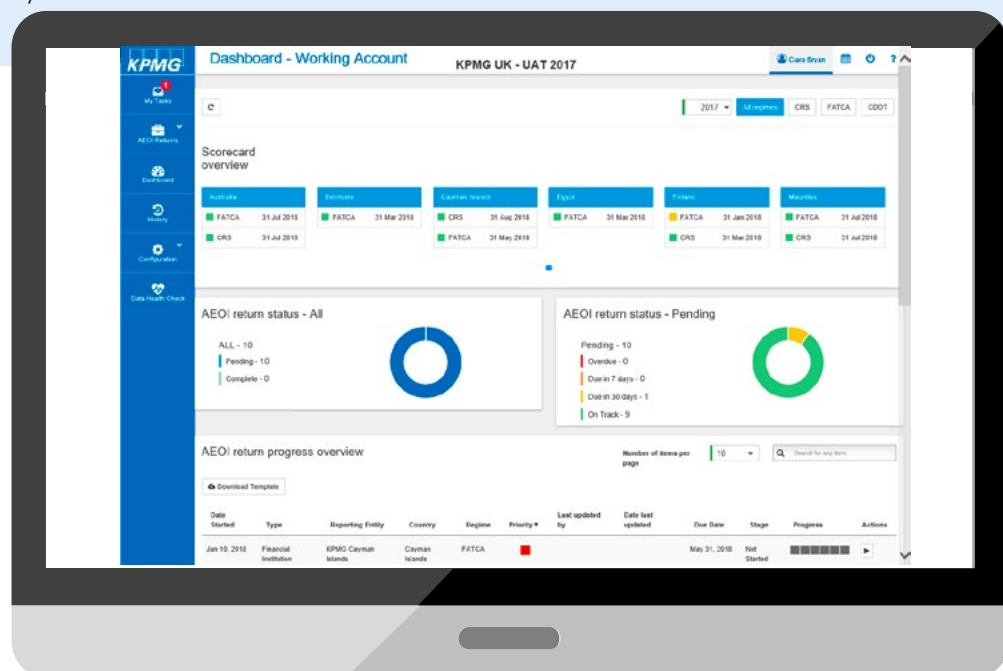 KPMG
Dashboard - Working Account
KPMG UK - UAT 2017
Ciara Bryan
?
1
My Tasks
AEOI Returns
Dashboard
History
Configuration
Data Health Check
2017
All regimes
CRS
FATCA
CDOT
Scorecard
overview
Australia
FATCA 31 Jul 2018
CRS 31 Jul 2018
Bermuda
FATCA 31 Mar 2018
Cayman Islands
CRS 31 Aug 2018
FATCA 31 May 2018
Egypt
FATCA 31 Mar 2018
FATCA 31 Jan 2018
CRS 31 Mar 2018
Mauritius
FATCA 31 Jul 2018
CRS 31 Jul 2018
AEOI return status - All
ALL - 10
Pending - 10
Complete - 0
AEOI return status - Pending
Pending - 10
Overdue - 0
Due in 7 days - 0
Due in 30 days - 1
On Track - 9
AEOI return progress overview
Number of items per
page
10
Search for any item
Download Template
Date
Started
Type
Reporting Entity
Country
Regime
Priority
Last updated
by
Date last
updated
Due Date
Stage
Progress
Actions
Jan 10, 2018
Financial
Institution
KPMG Cayman
Islands
Cayman
Islands
FATCA
May 31, 2018
Not
Started